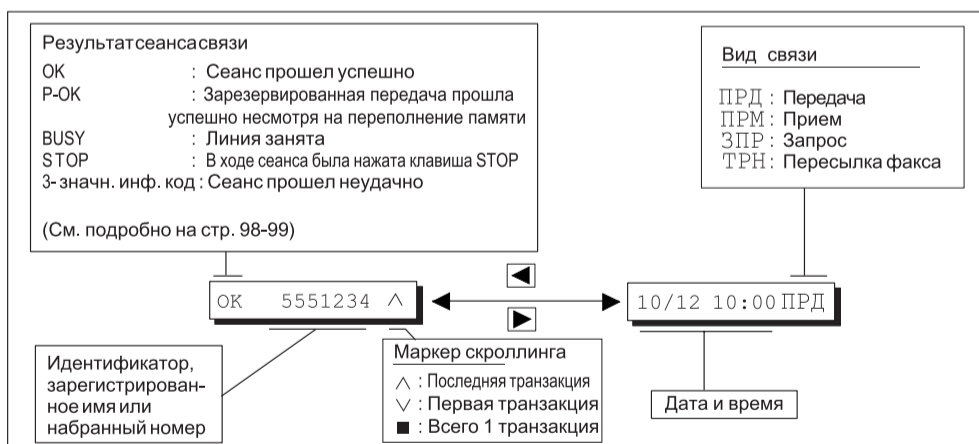 Результат сеанса связи
OK : Сеанс прошел успешно
P-OK : Зарезервированная передача прошла
успешно несмотря на переполнение памяти
BUSY : Линия занята
STOP : В ходе сеанса была нажата клавиша STOP
3- значн. инф. код : Сеанс прошел неудачно
(См. подробно на стр. 98-99)
Вид связи
ПРД : Передача
ПРМ : Прием
ЗПР : Запрос
ТРН : Пересылка факса
OK 5551234 ^
◀
▶
10/12 10:00 ПРД
Идентификатор,
зарегистрирован-
ное имя или
набранный номер
Маркер скроллинга
∧ : Последняя транзакция
∨ : Первая транзакция
■ : Всего 1 транзакция
Дата и время